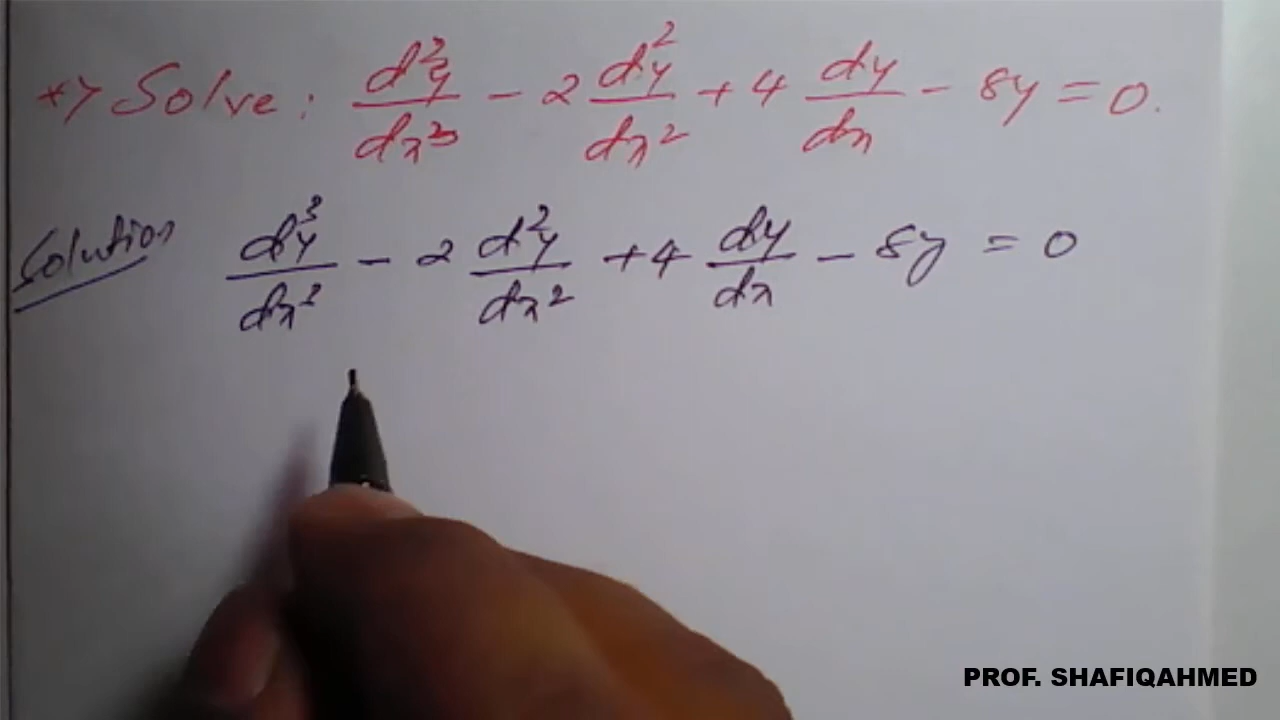 *> Solve: d³y/dx³ - 2 d²y/dx² + 4 dy/dx - 8y = 0.
Solution d³y/dx³ - 2 d²y/dx² + 4 dy/dx - 8y = 0
PROF. SHAFIQAHMED